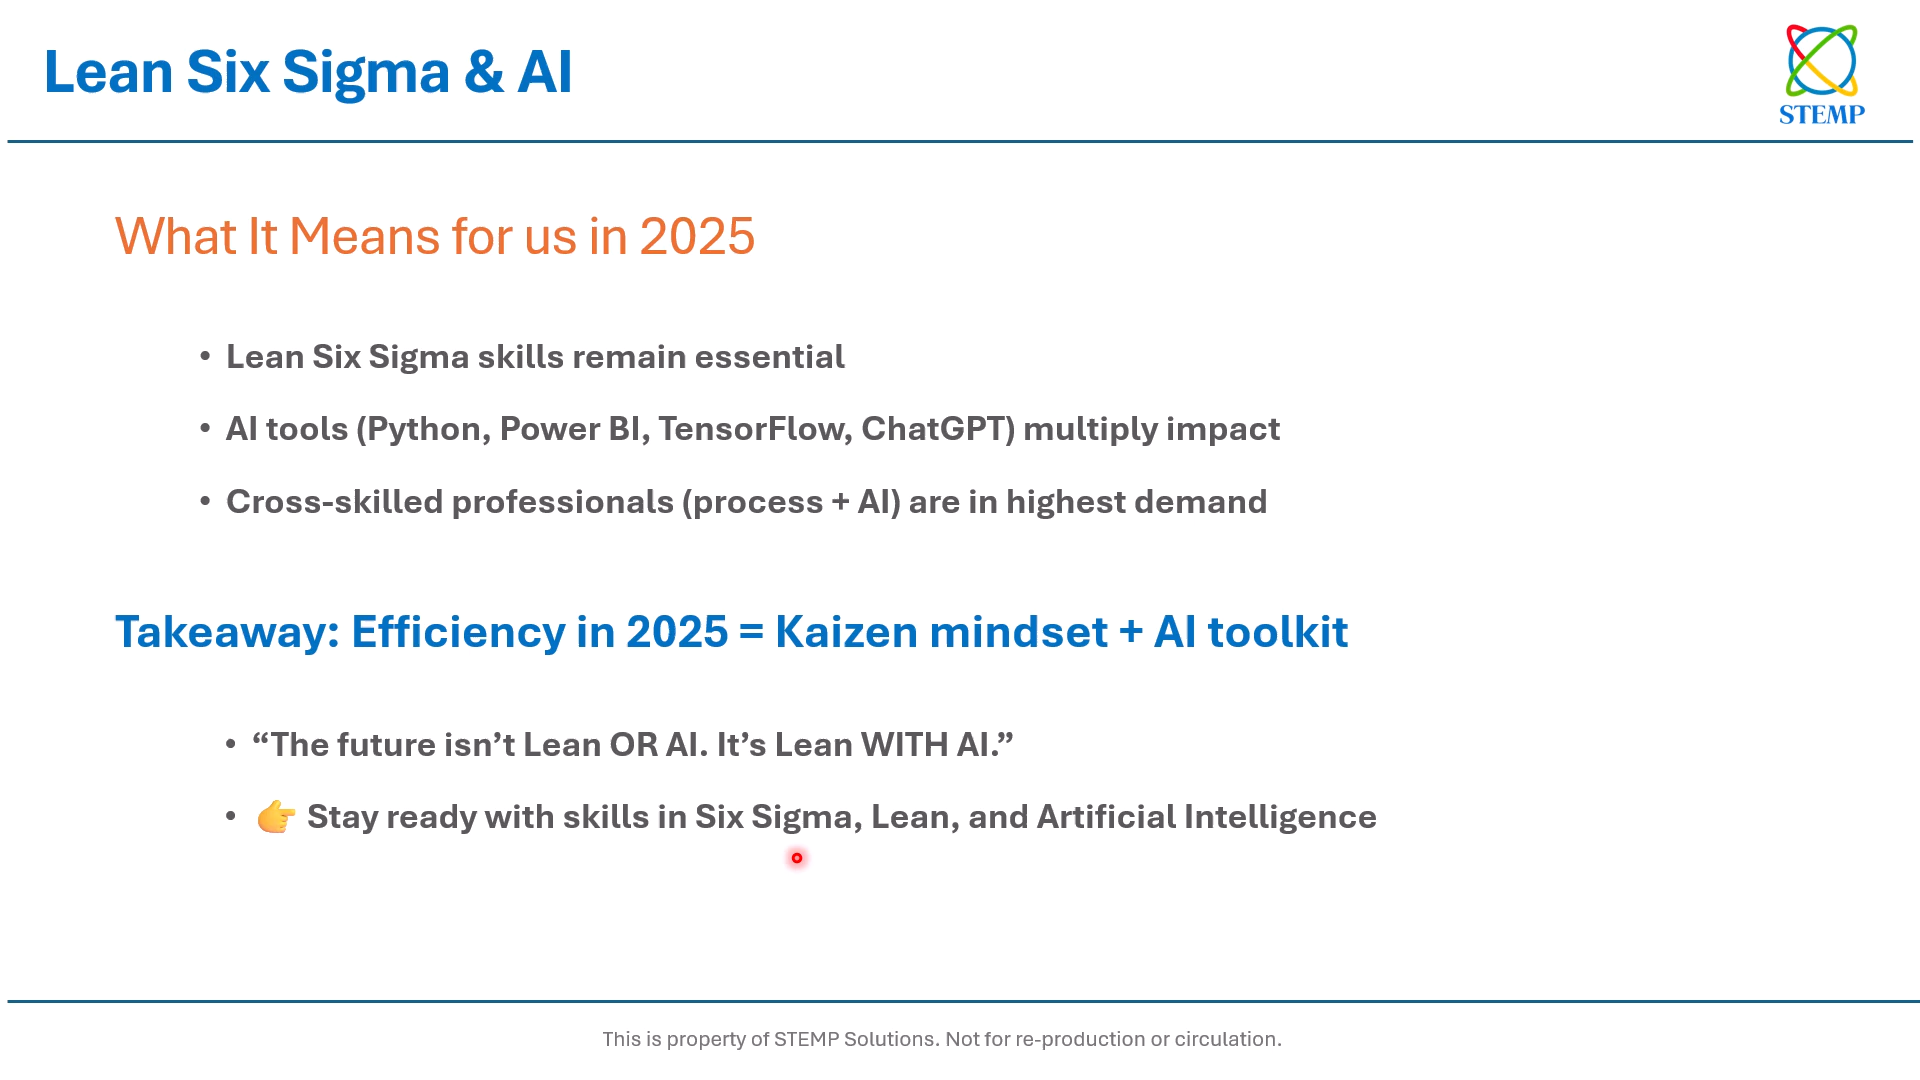 Lean Six Sigma & AI
STEMP
What It Means for us in 2025
• Lean Six Sigma skills remain essential
• AI tools (Python, Power BI, TensorFlow, ChatGPT) multiply impact
• Cross-skilled professionals (process + AI) are in highest demand
Takeaway: Efficiency in 2025 = Kaizen mindset + AI toolkit
• “The future isn’t Lean OR AI. It’s Lean WITH AI.”
• 👉 Stay ready with skills in Six Sigma, Lean, and Artificial Intelligence
This is property of STEMP Solutions. Not for re-production or circulation.